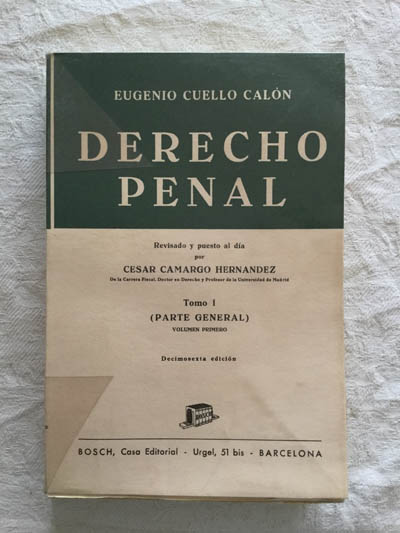 EUGENIO CUELLO CALÓN
DERECHO
PENAL
Revisado y puesto al día
por
CESAR CAMARGO HERNANDEZ
De la Carrera Fiscal. Doctor en Derecho y Profesor de la Universidad de Madrid
Tomo I
(PARTE GENERAL)
VOLUMEN PRIMERO
Decimosexta edición
BOSCH, Casa Editorial - Urgel, 51 bis - BARCELONA